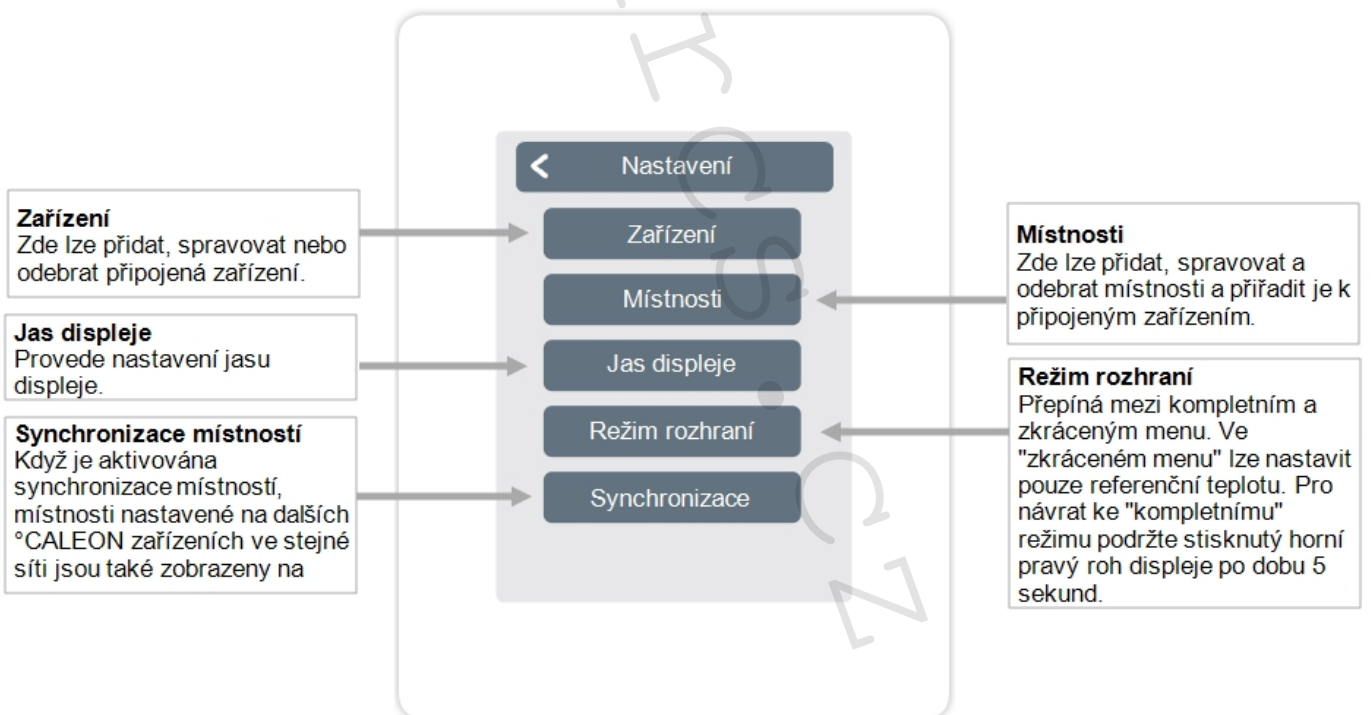 Nastavení
Zařízení
Místnosti
Jas displeje
Režim rozhraní
Synchronizace
Zařízení
Zde lze přidat, spravovat nebo
odebrat připojená zařízení.
Jas displeje
Provede nastavení jasu
displeje.
Synchronizace místností
Když je aktivována
synchronizace místností,
místnosti nastavené na dalších
°CALEON zařízeních ve stejné
síti jsou také zobrazeny na
Místnosti
Zde lze přidat, spravovat a
odebrat místnosti a přiřadit je k
připojeným zařízením.
Režim rozhraní
Přepíná mezi kompletním a
zkráceným menu. Ve
"zkráceném menu" lze nastavit
pouze referenční teplotu. Pro
návrat ke "kompletnímu"
režimu podržte stisknutý horní
pravý roh displeje po dobu 5
sekund.